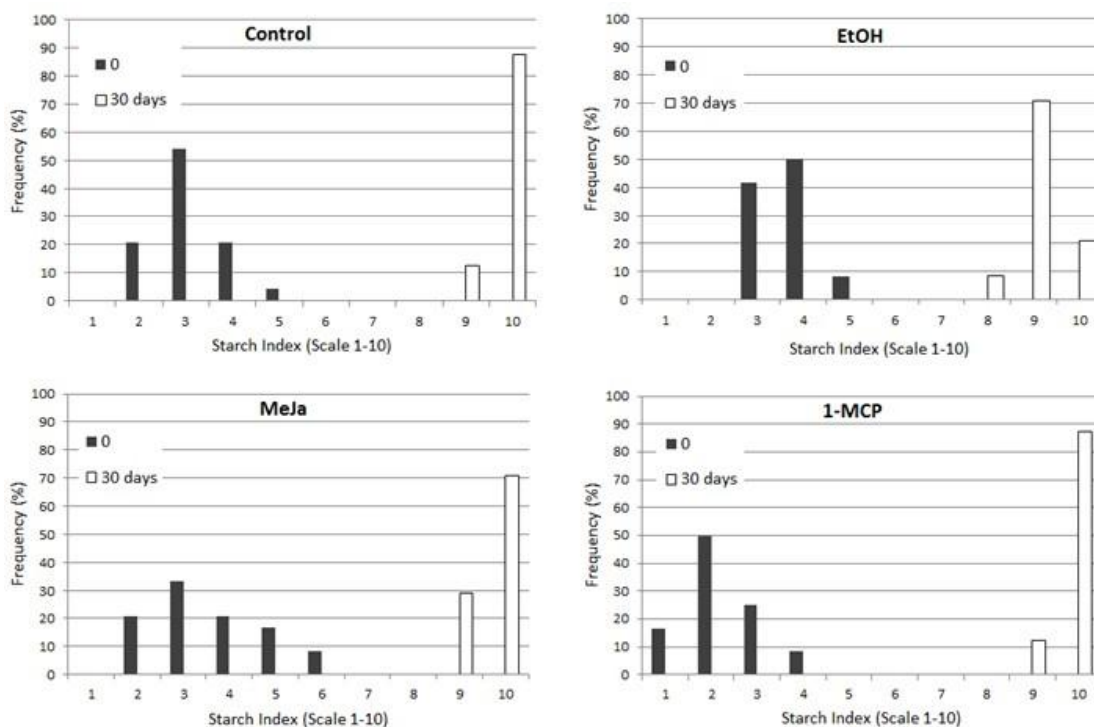 Control
100
90
80
70
60
50
40
30
20
10
0
Frequency (%)
0
30 days
1 2 3 4 5 6 7 8 9 10
Starch Index (Scale 1-10)
EtOH
100
90
80
70
60
50
40
30
20
10
0
Frequency (%)
0
30 days
1 2 3 4 5 6 7 8 9 10
Starch Index (Scale 1-10)
MeJa
100
90
80
70
60
50
40
30
20
10
0
Frequency (%)
0
30 days
1 2 3 4 5 6 7 8 9 10
Starch Index (Scale 1-10)
1-MCP
100
90
80
70
60
50
40
30
20
10
0
Frequency (%)
0
30 days
1 2 3 4 5 6 7 8 9 10
Starch Index (Scale 1-10)